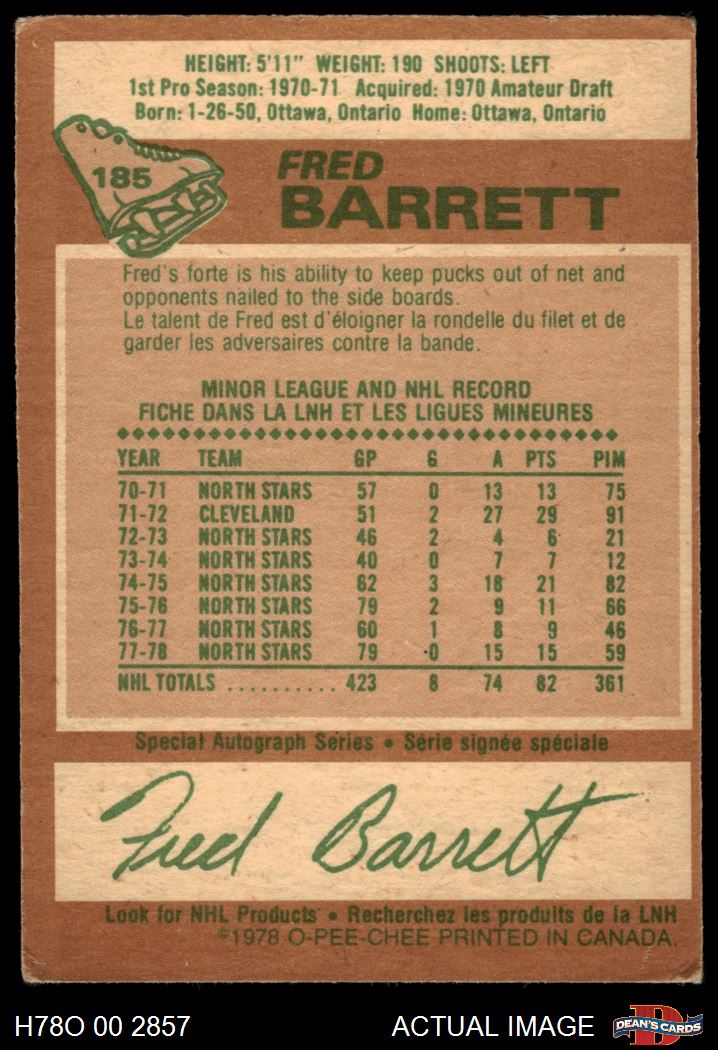 HEIGHT: 5'11" WEIGHT: 190 SHOOTS: LEFT
1st Pro Season: 1970-71 Acquired: 1970 Amateur Draft
Born: 1-26-50, Ottawa, Ontario Home: Ottawa, Ontario
185
FRED
BARRETT
Fred's forte is his ability to keep pucks out of net and
opponents nailed to the side boards.
Le talent de Fred est d'éloigner la rondelle du filet et de
garder les adversaires contre la bande.
MINOR LEAGUE AND NHL RECORD
FICHE DANS LA LNH ET LES LIGUES MINEURES
YEAR TEAM GP G A PTS PIM
70-71 NORTH STARS 57 0 13 13 75
71-72 CLEVELAND 51 2 27 29 91
72-73 NORTH STARS 46 2 4 6 21
73-74 NORTH STARS 40 0 7 7 12
74-75 NORTH STARS 62 3 18 21 82
75-76 NORTH STARS 79 2 9 11 66
76-77 NORTH STARS 60 1 8 9 46
77-78 NORTH STARS 79 0 15 15 59
NHL TOTALS .......... 423 8 74 82 361
Special Autograph Series • Série signée spéciale
Fred Barrett
Look for NHL Products • Recherchez les produits de la LNH
©1978 O-PEE-CHEE PRINTED IN CANADA.
H78O 00 2857 ACTUAL IMAGE D DEAN'S CARDS